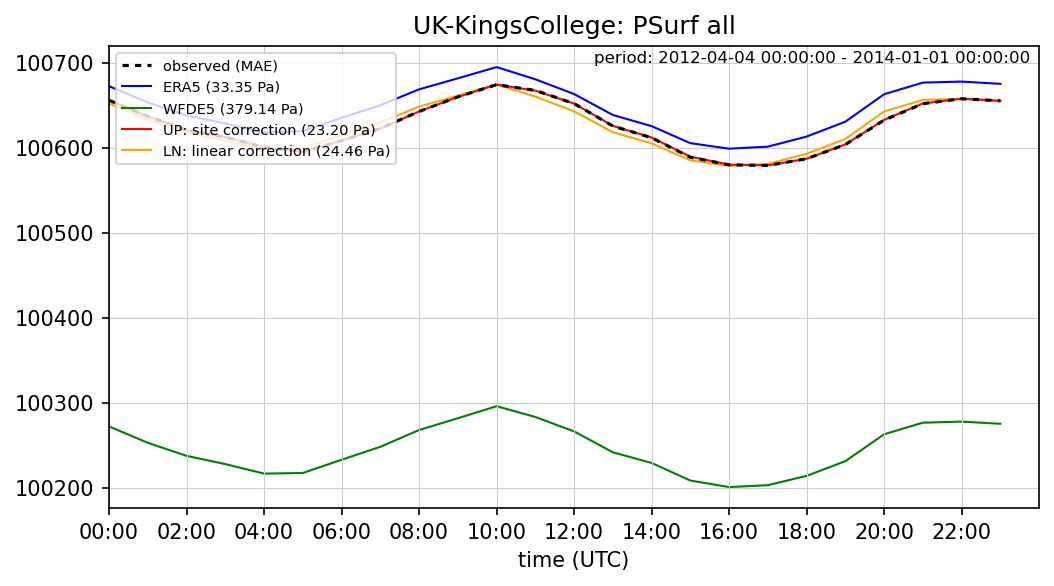 UK-KingsCollege: PSurf all
period: 2012-04-04 00:00:00 - 2014-01-01 00:00:00
observed (MAE)
ERA5 (33.35 Pa)
WFDE5 (379.14 Pa)
UP: site correction (23.20 Pa)
LN: linear correction (24.46 Pa)
100700
100600
100500
100400
100300
100200
00:00 02:00 04:00 06:00 08:00 10:00 12:00 14:00 16:00 18:00 20:00 22:00
time (UTC)